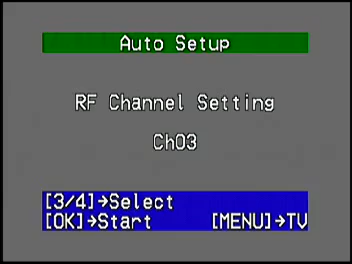 Auto Setup
RF Channel Setting
Ch03
[3/4]→Select
[OK]→Start [MENU]→TV